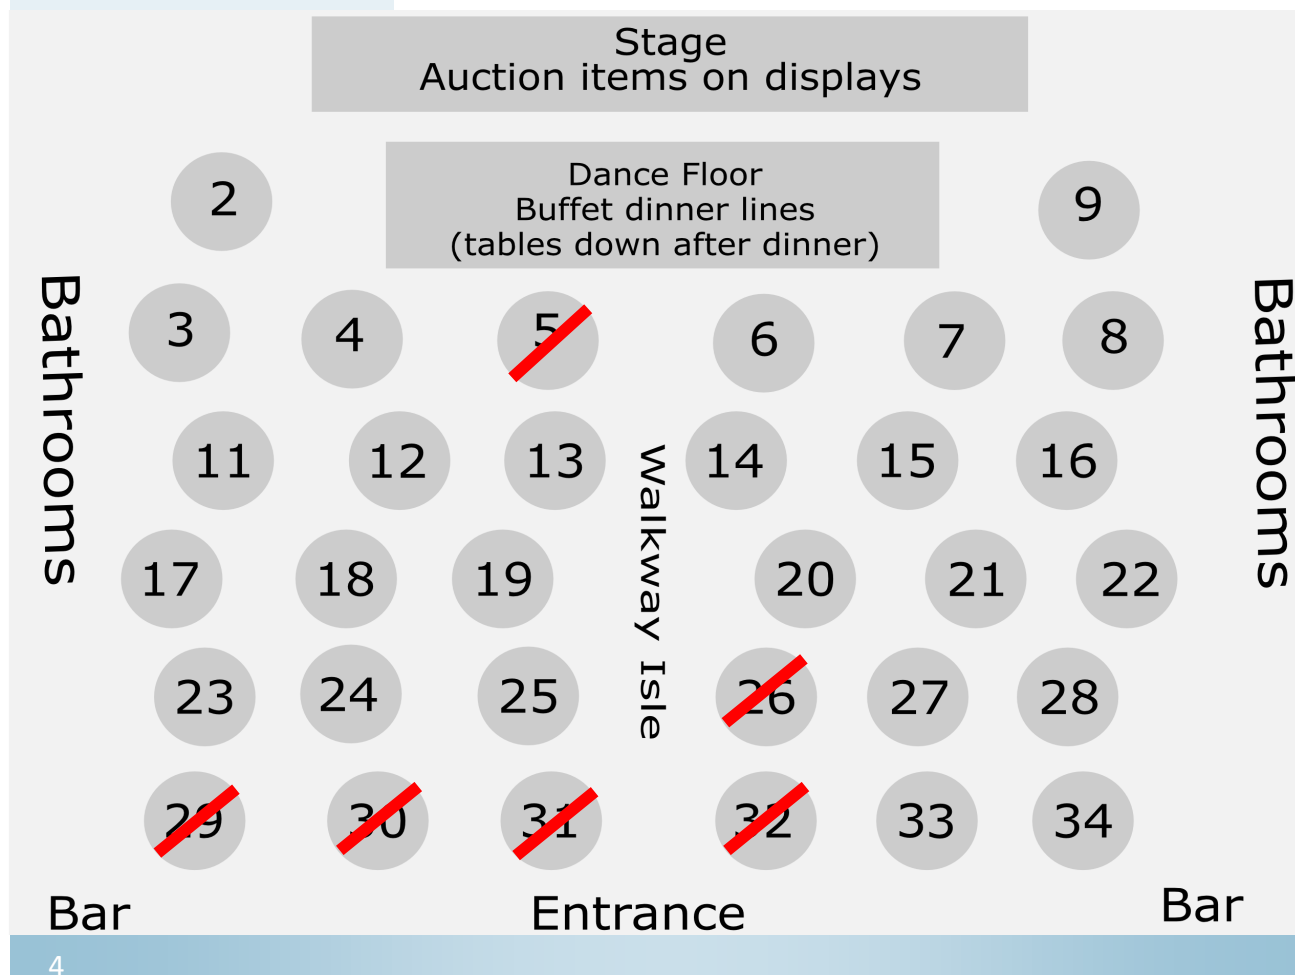 Stage
Auction items on displays
Dance Floor
Buffet dinner lines
(tables down after dinner)
2
9
3 4 5 6 7 8
11 12 13 14 15 16
17 18 19 20 21 22
23 24 25 26 27 28
29 30 31 32 33 34
Bathrooms
Walkway Isle
Bathrooms
Bar
Entrance
Bar
4